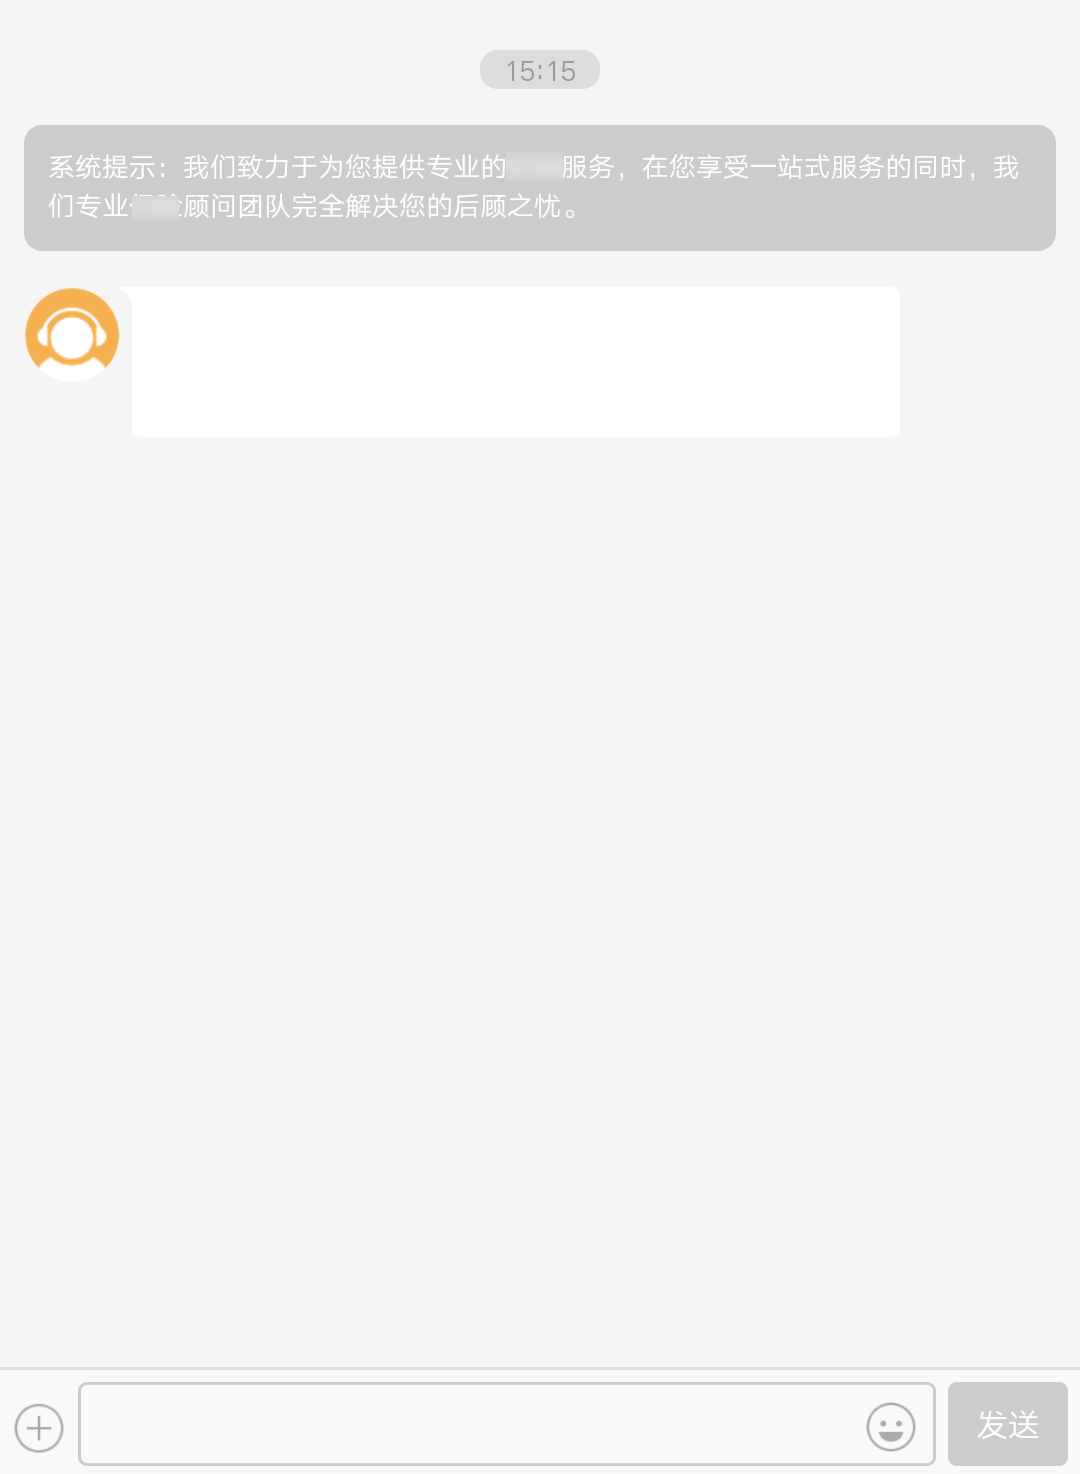 15:15
系统提示：我们致力于为您提供专业的服务，在您享受一站式服务的同时，我
们专业顾问团队完全解决您的后顾之忧。
发送